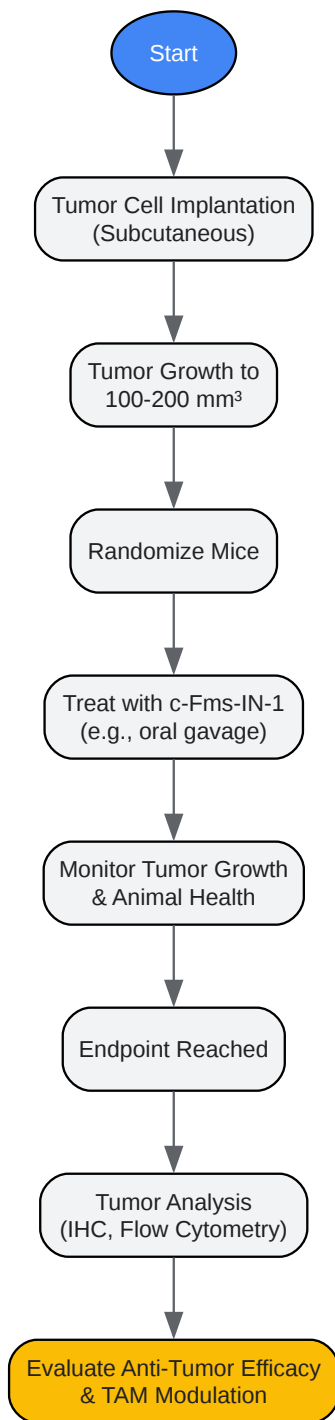 Start
Tumor Cell Implantation
(Subcutaneous)
Tumor Growth to
100-200 mm³
Randomize Mice
Treat with c-Fms-IN-1
(e.g., oral gavage)
Monitor Tumor Growth
& Animal Health
Endpoint Reached
Tumor Analysis
(IHC, Flow Cytometry)
Evaluate Anti-Tumor Efficacy
& TAM Modulation